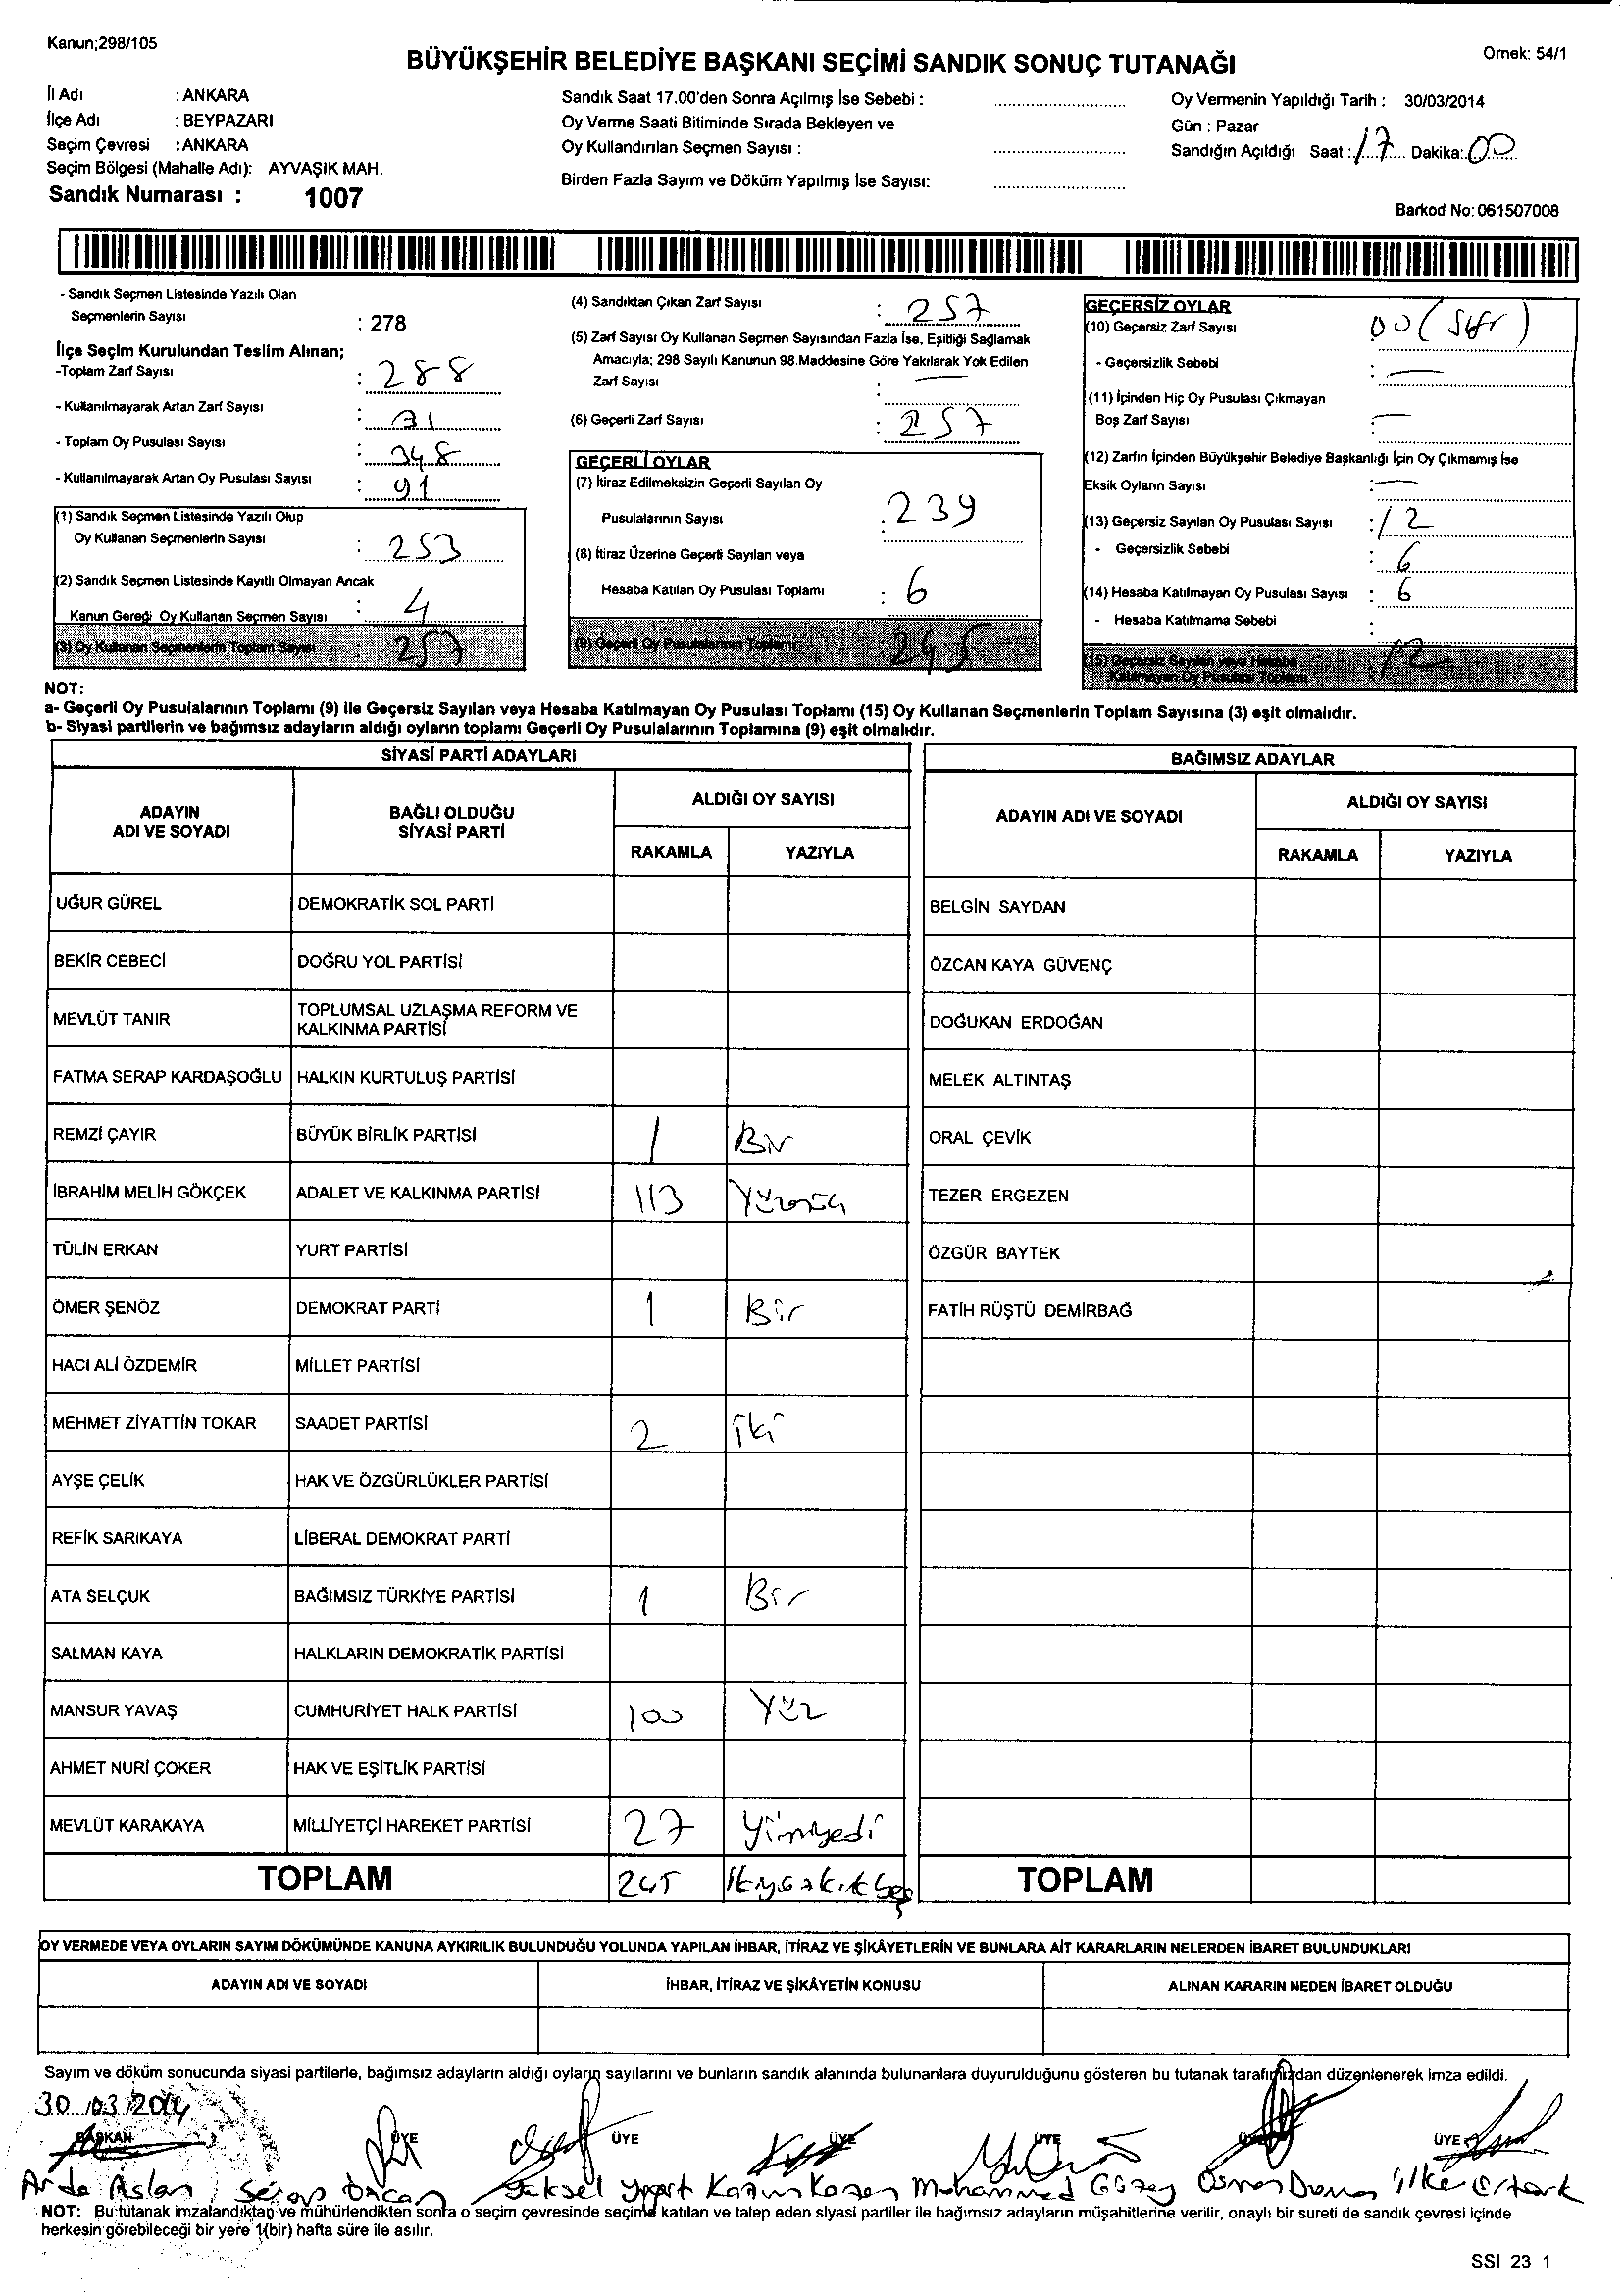 Kanun;298/105
Örnek: 54/1
BÜYÜKŞEHİR BELEDİYE BAŞKANI SEÇİMİ SANDIK SONUÇ TUTANAĞI
İl Adı : ANKARA
İlçe Adı : BEYPAZARI
Seçim Çevresi : ANKARA
Seçim Bölgesi (Mahalle Adı): AYVAŞIK MAH.
Sandık Numarası : 1007
Sandık Saat 17.00'den Sonra Açılmış İse Sebebi :
Oy Verme Saati Bitiminde Sırada Bekleyen ve
Oy Kullandırılan Seçmen Sayısı :
Birden Fazla Sayım ve Döküm Yapılmış İse Sayısı:
Oy Vermenin Yapıldığı Tarih : 30/03/2014
Gün : Pazar
Sandığın Açıldığı Saat : 17 Dakika: 00
Barkod No: 061507008
- Sandık Seçmen Listesinde Yazılı Olan
Seçmenlerin Sayısı : 278
İlçe Seçim Kurulundan Teslim Alınan;
-Toplam Zarf Sayısı : 288
- Kullanılmayarak Artan Zarf Sayısı : 31
- Toplam Oy Pusulası Sayısı : 348
- Kullanılmayarak Artan Oy Pusulası Sayısı : 91
(1) Sandık Seçmen Listesinde Yazılı Olup
Oy Kullanan Seçmenlerin Sayısı : 253
(2) Sandık Seçmen Listesinde Kayıtlı Olmayan Ancak
Kanun Gereği Oy Kullanan Seçmen Sayısı : 4
(3) Oy Kullanan Seçmenlerin Toplam Sayısı 257
(4) Sandıktan Çıkan Zarf Sayısı : 257
(5) Zarf Sayısı Oy Kullanan Seçmen Sayısından Fazla İse, Eşitliği Sağlamak
Amacıyla; 298 Sayılı Kanunun 98.Maddesine Göre Yakılarak Yok Edilen
Zarf Sayısı : —
(6) Geçerli Zarf Sayısı : 257
GEÇERLİ OYLAR
(7) İtiraz Edilmeksizin Geçerli Sayılan Oy
Pusulalarının Sayısı : 239
(8) İtiraz Üzerine Geçerli Sayılan veya
Hesaba Katılan Oy Pusulası Toplamı : 6
(9) Geçerli Oy Pusulalarının Toplamı 245
GEÇERSİZ OYLAR
(10) Geçersiz Zarf Sayısı : 00 (Sıfır)
- Geçersizlik Sebebi : —
(11) İçinden Hiç Oy Pusulası Çıkmayan
Boş Zarf Sayısı : —
(12) Zarfın İçinden Büyükşehir Belediye Başkanlığı İçin Oy Çıkmamış İse
Eksik Oyların Sayısı : —
(13) Geçersiz Sayılan Oy Pusulası Sayısı : 12
- Geçersizlik Sebebi : 6
(14) Hesaba Katılmayan Oy Pusulası Sayısı : 6
- Hesaba Katılmama Sebebi :
(15) Geçersiz Sayılan veya Hesaba
Katılmayan Oy Pusulası Toplamı : 12
NOT:
a- Geçerli Oy Pusulalarının Toplamı (9) ile Geçersiz Sayılan veya Hesaba Katılmayan Oy Pusulası Toplamı (15) Oy Kullanan Seçmenlerin Toplam Sayısına (3) eşit olmalıdır.
b- Siyasi partilerin ve bağımsız adayların aldığı oyların toplamı Geçerli Oy Pusulalarının Toplamına (9) eşit olmalıdır.
SİYASİ PARTİ ADAYLARI
ADAYIN ADI VE SOYADI
BAĞLI OLDUĞU SİYASİ PARTİ
ALDIĞI OY SAYISI
RAKAMLA YAZIYLA
UĞUR GÜREL DEMOKRATİK SOL PARTİ
BEKİR CEBECİ DOĞRU YOL PARTİSİ
MEVLÜT TANIR TOPLUMSAL UZLAŞMA REFORM VE
KALKINMA PARTİSİ
FATMA SERAP KARDAŞOĞLU HALKIN KURTULUŞ PARTİSİ
REMZİ ÇAYIR BÜYÜK BİRLİK PARTİSİ 1 Bir
İBRAHİM MELİH GÖKÇEK ADALET VE KALKINMA PARTİSİ 113
TÜLİN ERKAN YURT PARTİSİ
ÖMER ŞENÖZ DEMOKRAT PARTİ 1 Bir
HACI ALİ ÖZDEMİR MİLLET PARTİSİ
MEHMET ZİYATTİN TOKAR SAADET PARTİSİ 2 iki
AYŞE ÇELİK HAK VE ÖZGÜRLÜKLER PARTİSİ
REFİK SARIKAYA LİBERAL DEMOKRAT PARTİ
ATA SELÇUK BAĞIMSIZ TÜRKİYE PARTİSİ 1 Bir
SALMAN KAYA HALKLARIN DEMOKRATİK PARTİSİ
MANSUR YAVAŞ CUMHURİYET HALK PARTİSİ 100 Yüz
AHMET NURİ ÇOKER HAK VE EŞİTLİK PARTİSİ
MEVLÜT KARAKAYA MİLLİYETÇİ HAREKET PARTİSİ 27 Yirmiyedi
TOPLAM 245
BAĞIMSIZ ADAYLAR
ADAYIN ADI VE SOYADI
ALDIĞI OY SAYISI
RAKAMLA YAZIYLA
BELGİN SAYDAN
ÖZCAN KAYA GÜVENÇ
DOĞUKAN ERDOĞAN
MELEK ALTINTAŞ
ORAL ÇEVİK
TEZER ERGEZEN
ÖZGÜR BAYTEK
FATİH RÜŞTÜ DEMİRBAĞ
TOPLAM
OY VERMEDE VEYA OYLARIN SAYIM DÖKÜMÜNDE KANUNA AYKIRILIK BULUNDUĞU YOLUNDA YAPILAN İHBAR, İTİRAZ VE ŞİKÂYETLERİN VE BUNLARA AİT KARARLARIN NELERDEN İBARET BULUNDUKLARI
ADAYIN ADI VE SOYADI İHBAR, İTİRAZ VE ŞİKÂYETİN KONUSU ALINAN KARARIN NEDEN İBARET OLDUĞU
Sayım ve döküm sonucunda siyasi partilerle, bağımsız adayların aldığı oyların sayılarını ve bunların sandık alanında bulunanlara duyurulduğunu gösteren bu tutanak tarafımızdan düzenlenerek imza edildi.
30/03/2014
BAŞKAN ÜYE ÜYE ÜYE ÜYE ÜYE ÜYE
Arda Aslan Serap Özcan Yüksel Kazım Muhammed Güzey Osman ilker
NOT: Bu tutanak imzalandıktan ve mühürlendikten sonra o seçim çevresinde seçime katılan ve talep eden siyasi partiler ile bağımsız adayların müşahitlerine verilir, onaylı bir sureti de sandık çevresi içinde
herkesin görebileceği bir yere 1(bir) hafta süre ile asılır.
SSI 23 1